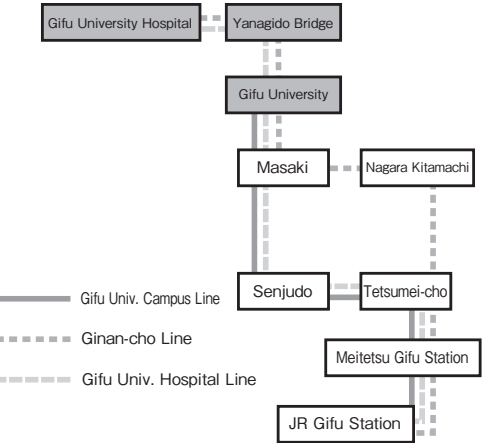 Gifu University Hospital
Yanagido Bridge
Gifu University
Masaki
Nagara Kitamachi
Senjudo
Tetsumei-cho
Gifu Univ. Campus Line
Ginan-cho Line
Meitetsu Gifu Station
Gifu Univ. Hospital Line
JR Gifu Station